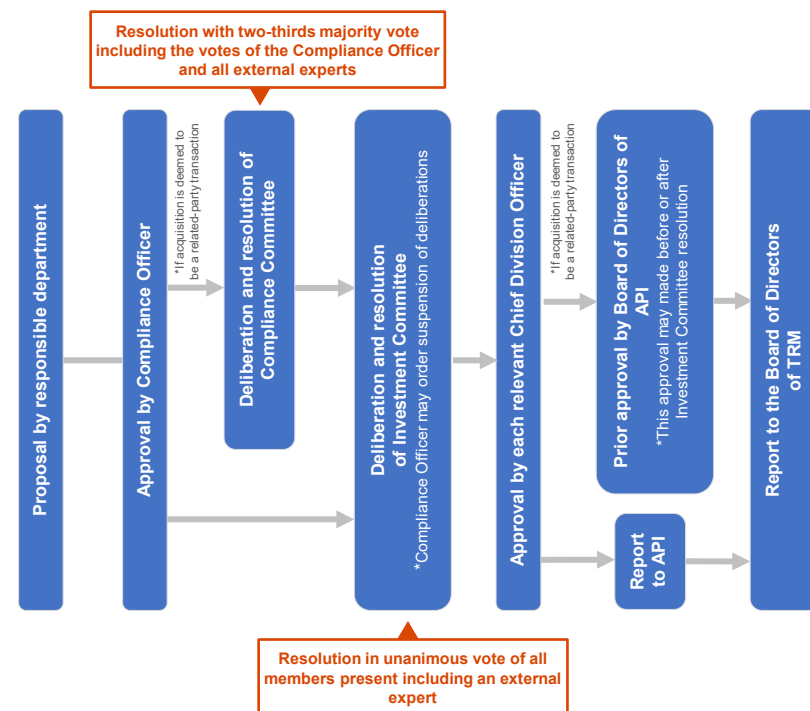 Resolution with two-thirds majority vote
including the votes of the Compliance Officer
and all external experts
Proposal by responsible department
Approval by Compliance Officer
*If acquisition is deemed to
be a related-party transaction
Deliberation and resolution of
Compliance Committee
Deliberation and resolution
of Investment Committee
*Compliance Officer may order suspension of deliberations
Approval by each relevant Chief Division Officer
*If acquisition is deemed to
be a related-party transaction
Prior approval by Board of Directors of
API
*This approval may made before or after
Investment Committee resolution
Report
to API
Report to the Board of Directors
of TRM
Resolution in unanimous vote of all
members present including an external
expert